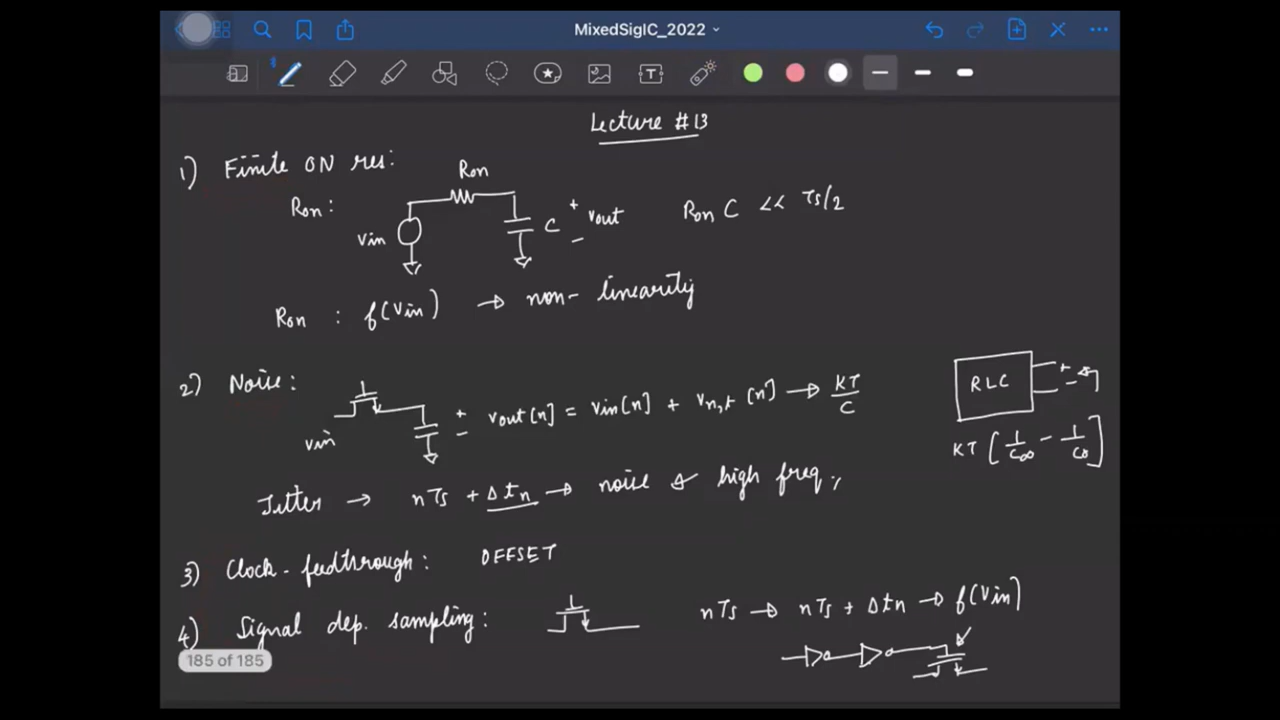 MixedSigIC_2022
Lecture #13
1) Finite ON res:
Ron
Ron:
Vin
C
+
Vout
-
Ron C << Ts/2
Ron : f(Vin) → non-linearity
2) Noise:
Vin
+
-
Vout[n] = Vin[n] + Vn,t[n] → KT/C
RLC
+
-
KT [1/C∞ - 1/C0]
Jitter → nTs + Δtn → noise @ high freq.
3) Clock-feedthrough: OFFSET
4) Signal dep. sampling:
nTs → nTs + Δtn → f(Vin)
185 of 185